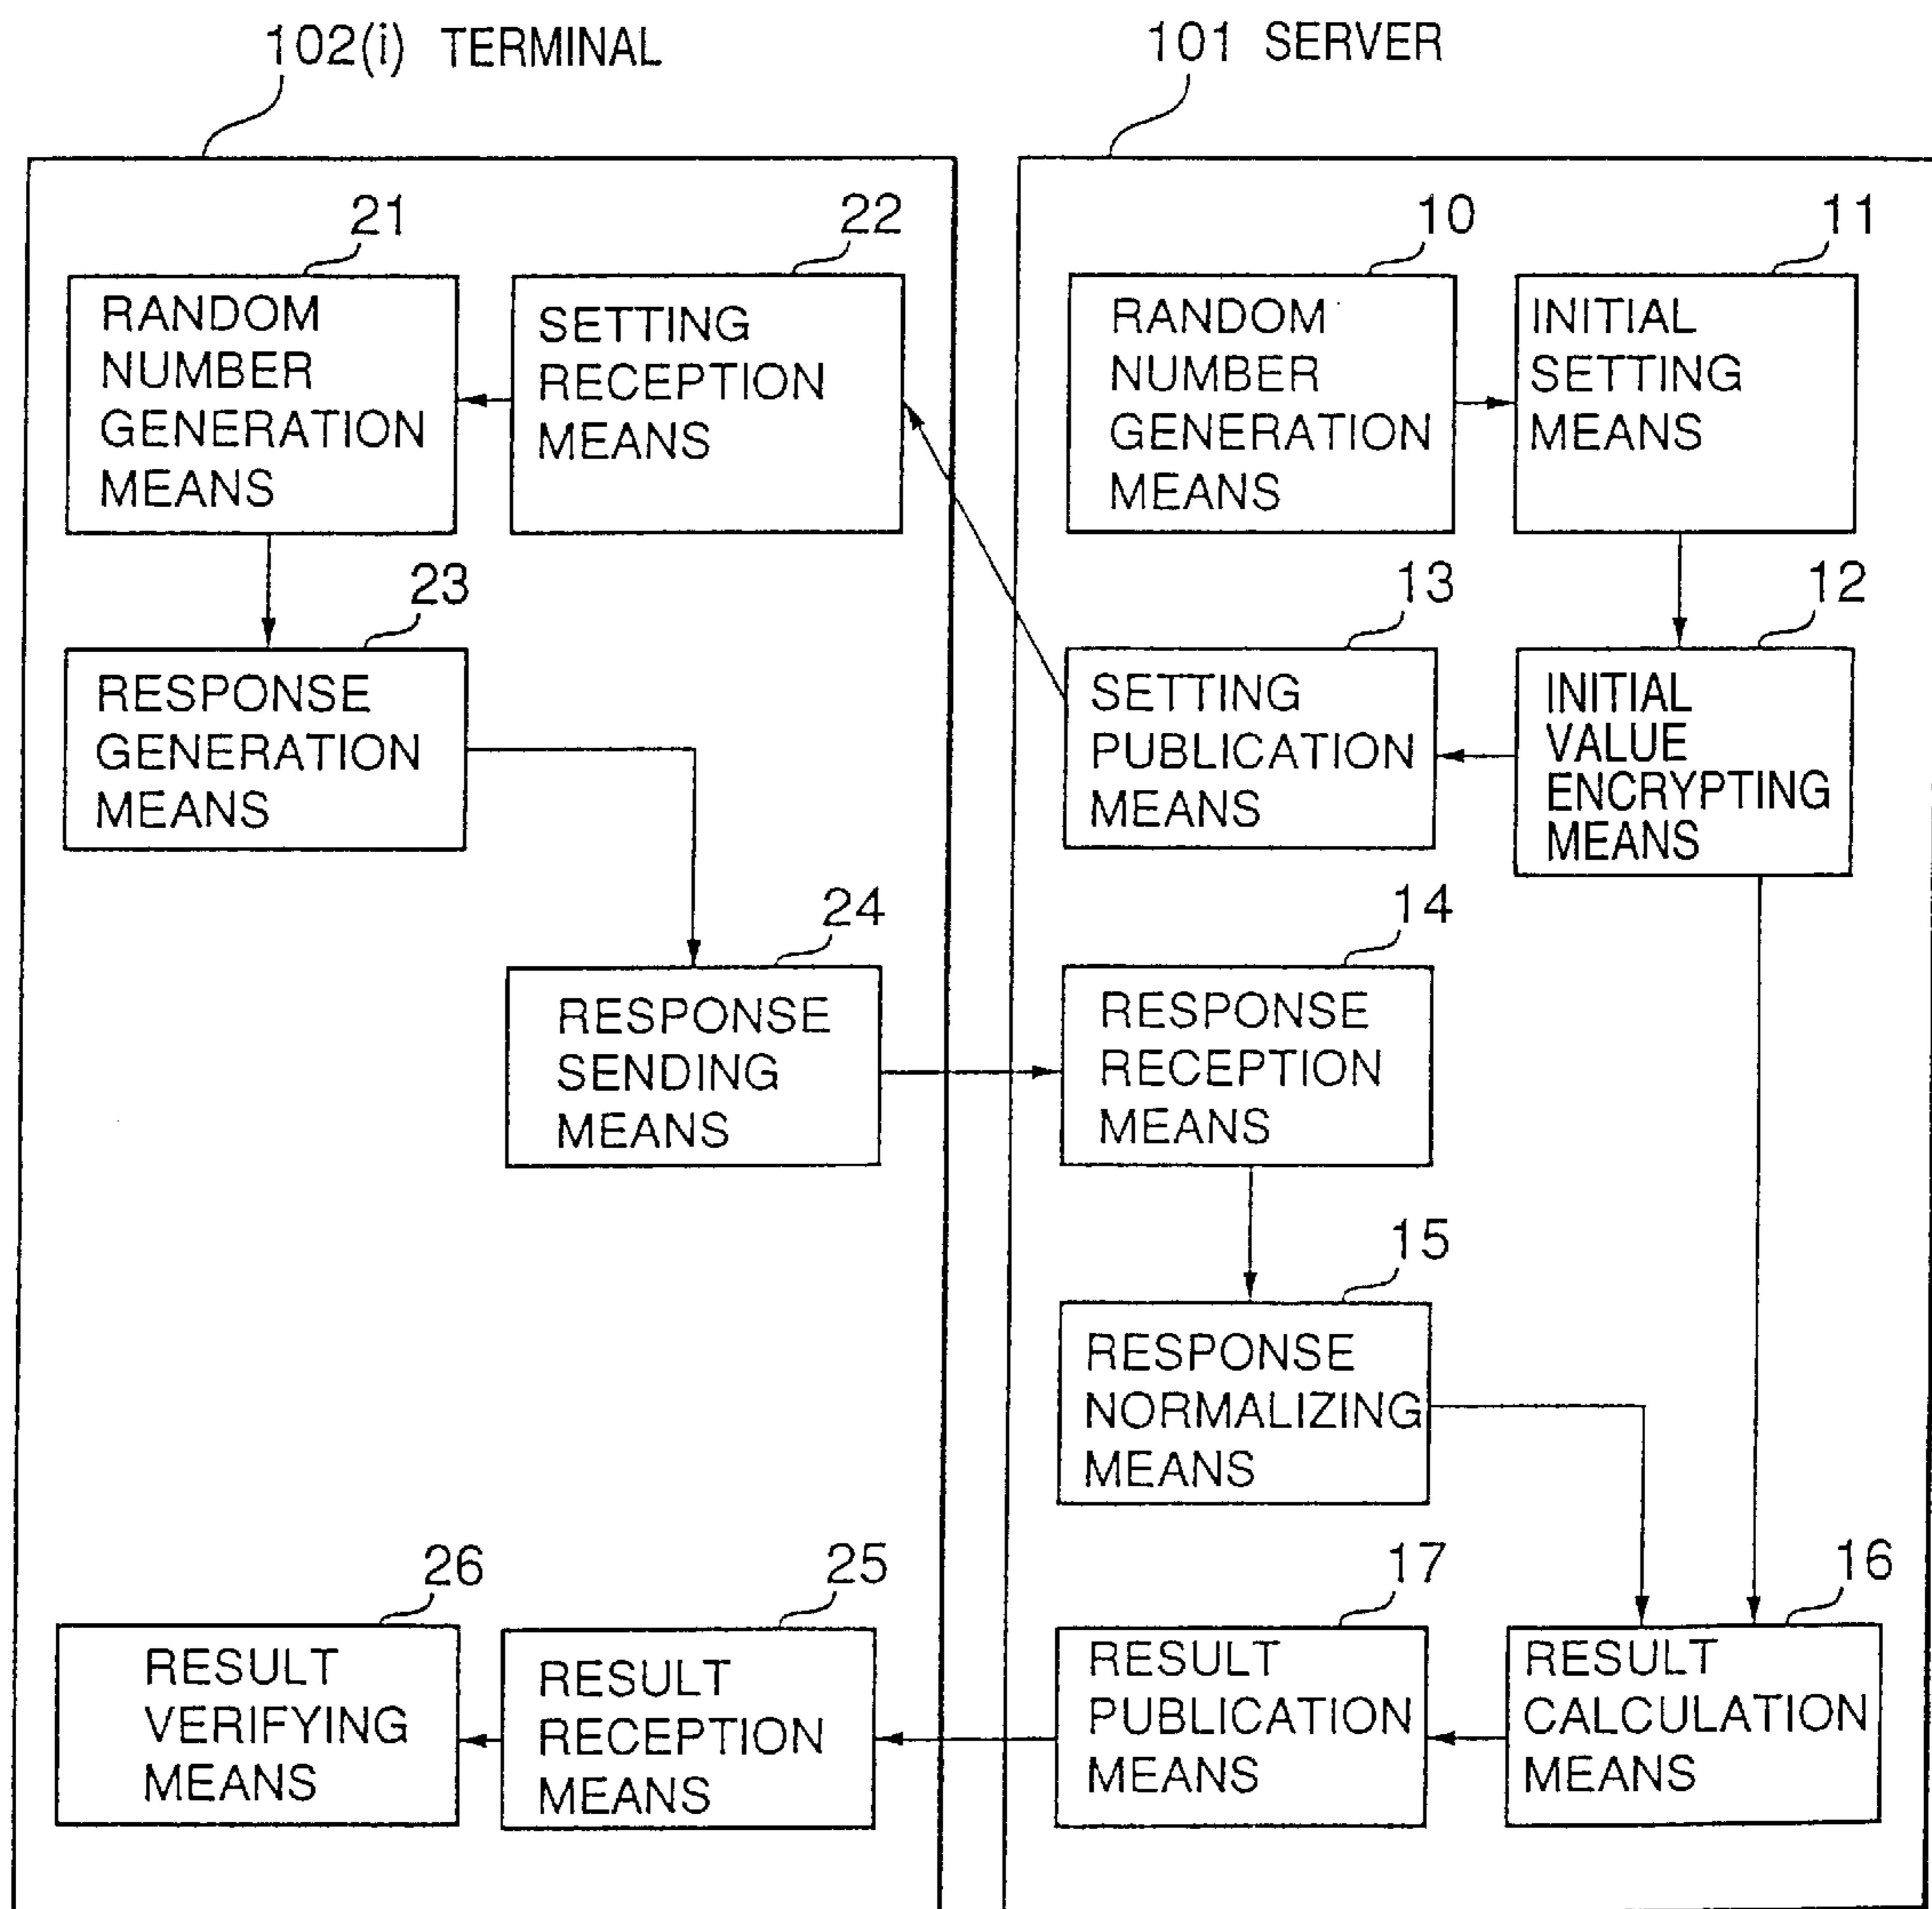 102(i) TERMINAL
101 SERVER
21
RANDOM
NUMBER
GENERATION
MEANS
22
SETTING
RECEPTION
MEANS
10
RANDOM
NUMBER
GENERATION
MEANS
11
INITIAL
SETTING
MEANS
23
RESPONSE
GENERATION
MEANS
13
SETTING
PUBLICATION
MEANS
12
INITIAL
VALUE
ENCRYPTING
MEANS
24
RESPONSE
SENDING
MEANS
14
RESPONSE
RECEPTION
MEANS
15
RESPONSE
NORMALIZING
MEANS
26
RESULT
VERIFYING
MEANS
25
RESULT
RECEPTION
MEANS
17
RESULT
PUBLICATION
MEANS
16
RESULT
CALCULATION
MEANS